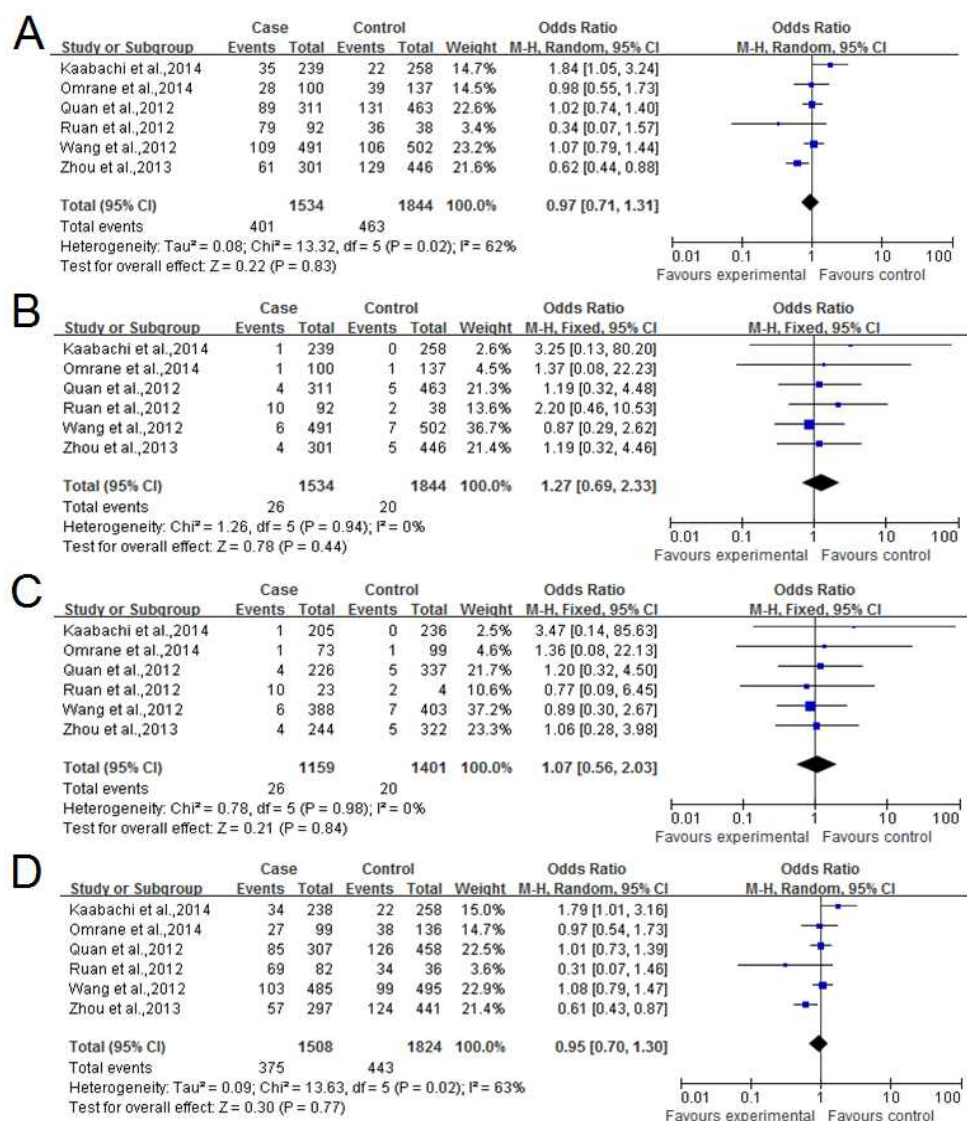 A
Case Control Odds Ratio Odds Ratio
Study or Subgroup Events Total Events Total Weight M-H, Random, 95% CI M-H, Random, 95% CI
Kaabachi et al.,2014 35 239 22 258 14.7% 1.84 [1.05, 3.24]
Omrane et al.,2014 28 100 39 137 14.5% 0.98 [0.55, 1.73]
Quan et al.,2012 89 311 131 463 22.6% 1.02 [0.74, 1.40]
Ruan et al.,2012 79 92 36 38 3.4% 0.34 [0.07, 1.57]
Wang et al.,2012 109 491 106 502 23.2% 1.07 [0.79, 1.44]
Zhou et al.,2013 61 301 129 446 21.6% 0.62 [0.44, 0.88]
Total (95% CI) 1534 1844 100.0% 0.97 [0.71, 1.31]
Total events 401 463
Heterogeneity: Tau² = 0.08; Chi² = 13.32, df = 5 (P = 0.02); I² = 62%
Test for overall effect: Z = 0.22 (P = 0.83)
0.01 0.1 1 10 100
Favours experimental Favours control
B
Case Control Odds Ratio Odds Ratio
Study or Subgroup Events Total Events Total Weight M-H, Fixed, 95% CI M-H, Fixed, 95% CI
Kaabachi et al.,2014 1 239 0 258 2.6% 3.25 [0.13, 80.20]
Omrane et al.,2014 1 100 1 137 4.5% 1.37 [0.08, 22.23]
Quan et al.,2012 4 311 5 463 21.3% 1.19 [0.32, 4.48]
Ruan et al.,2012 10 92 2 38 13.6% 2.20 [0.46, 10.53]
Wang et al.,2012 6 491 7 502 36.7% 0.87 [0.29, 2.62]
Zhou et al.,2013 4 301 5 446 21.4% 1.19 [0.32, 4.46]
Total (95% CI) 1534 1844 100.0% 1.27 [0.69, 2.33]
Total events 26 20
Heterogeneity: Chi² = 1.26, df = 5 (P = 0.94); I² = 0%
Test for overall effect: Z = 0.78 (P = 0.44)
0.01 0.1 1 10 100
Favours experimental Favours control
C
Case Control Odds Ratio Odds Ratio
Study or Subgroup Events Total Events Total Weight M-H, Fixed, 95% CI M-H, Fixed, 95% CI
Kaabachi et al.,2014 1 205 0 236 2.5% 3.47 [0.14, 85.63]
Omrane et al.,2014 1 73 1 99 4.7% 1.36 [0.08, 22.13]
Quan et al.,2012 4 226 5 337 21.7% 1.20 [0.32, 4.50]
Ruan et al.,2012 10 23 2 4 10.6% 0.77 [0.09, 6.45]
Wang et al.,2012 6 388 7 403 37.2% 0.89 [0.30, 2.67]
Zhou et al.,2013 4 244 5 322 23.3% 1.06 [0.28, 3.98]
Total (95% CI) 1159 1401 100.0% 1.07 [0.56, 2.03]
Total events 26 20
Heterogeneity: Chi² = 0.78, df = 5 (P = 0.98); I² = 0%
Test for overall effect: Z = 0.21 (P = 0.84)
0.01 0.1 1 10 100
Favours experimental Favours control
D
Case Control Odds Ratio Odds Ratio
Study or Subgroup Events Total Events Total Weight M-H, Random, 95% CI M-H, Random, 95% CI
Kaabachi et al.,2014 34 238 22 258 15.0% 1.79 [1.01, 3.16]
Omrane et al.,2014 27 99 38 136 14.7% 0.97 [0.54, 1.73]
Quan et al.,2012 85 307 126 458 22.5% 1.01 [0.73, 1.39]
Ruan et al.,2012 69 82 34 36 3.6% 0.31 [0.07, 1.46]
Wang et al.,2012 103 485 99 495 22.9% 1.08 [0.79, 1.47]
Zhou et al.,2013 57 297 124 441 21.4% 0.61 [0.43, 0.87]
Total (95% CI) 1508 1824 100.0% 0.95 [0.70, 1.30]
Total events 375 443
Heterogeneity: Tau² = 0.09; Chi² = 13.63, df = 5 (P = 0.02); I² = 63%
Test for overall effect: Z = 0.30 (P = 0.77)
0.01 0.1 1 10 100
Favours experimental Favours control